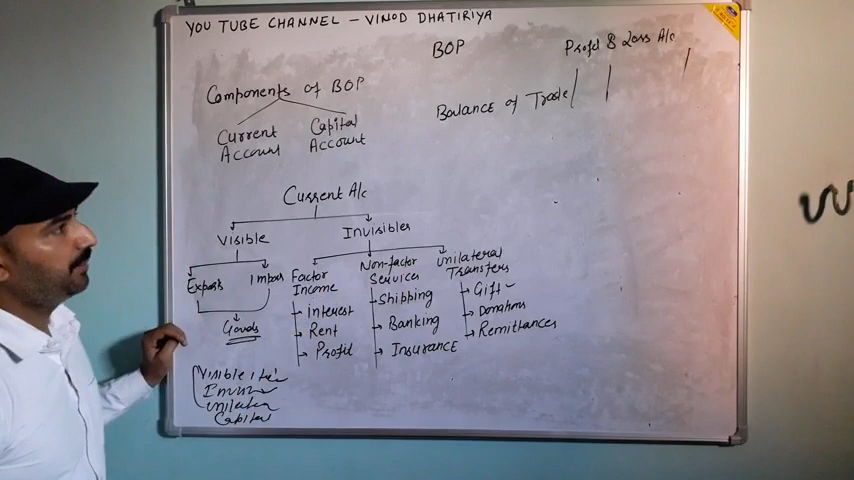 YOU TUBE CHANNEL - VINOD DHATIRIYA
BOP
Profit & Loss A/c
Components of BOP
Balance of Trade
Current Account
Capital Account
Current A/c
Visible
Invisibles
Exports
Impors
Goods
Factor Income
interest
Rent
Profit
Non-factor Services
Shipping
Banking
Insurance
Unilateral Transfers
Gift
Donations
Remittances
Visible
Capital